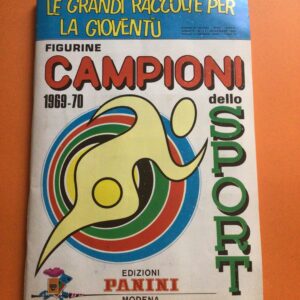 LE GRANDI RACCOLTE PER
LA GIOVENTÙ
FIGURINE
CAMPIONI
1969-70
dello
SPORT
EDIZIONI
PANINI
MODENA